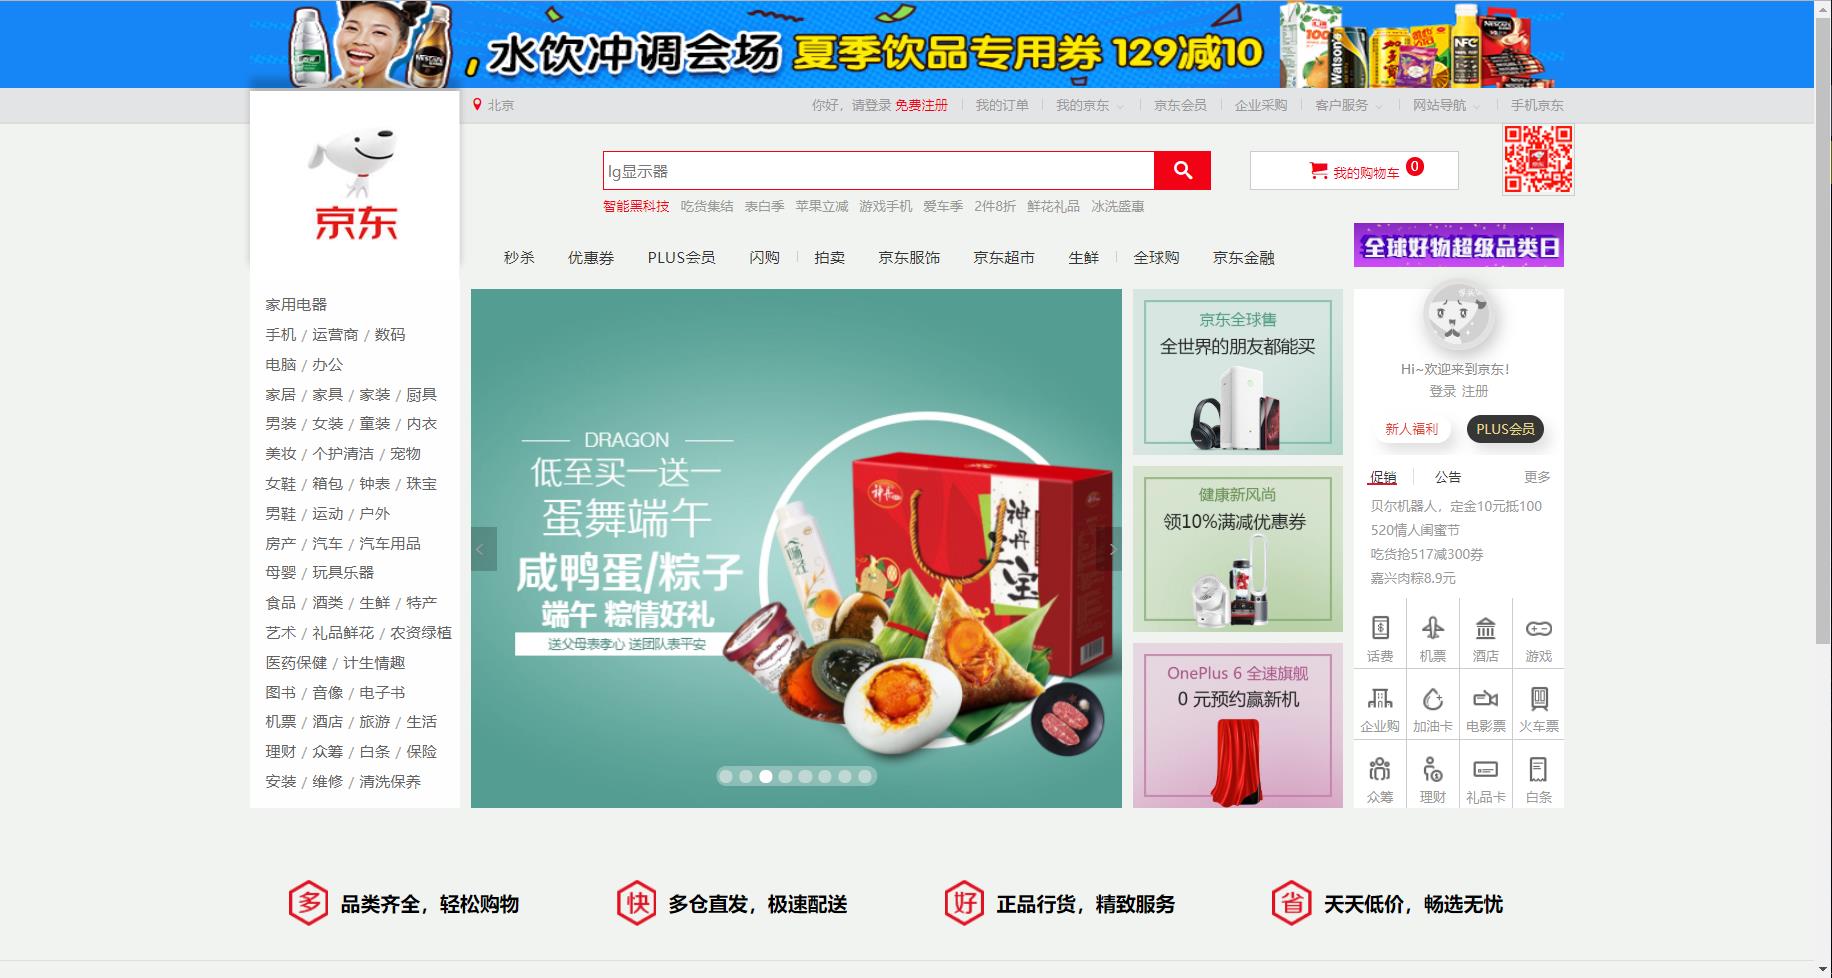 水饮冲调会场 夏季饮品专用券 129减10
北京
你好，请登录 免费注册 我的订单 我的京东 京东会员 企业采购 客户服务 网站导航 手机京东
京东
lg显示器
我的购物车 0
智能黑科技 吃货集结 表白季 苹果立减 游戏手机 爱车季 2件8折 鲜花礼品 冰洗盛惠
秒杀 优惠券 PLUS会员 闪购 拍卖 京东服饰 京东超市 生鲜 全球购 京东金融
全球好物超级品类日
家用电器
手机 / 运营商 / 数码
电脑 / 办公
家居 / 家具 / 家装 / 厨具
男装 / 女装 / 童装 / 内衣
美妆 / 个护清洁 / 宠物
女鞋 / 箱包 / 钟表 / 珠宝
男鞋 / 运动 / 户外
房产 / 汽车 / 汽车用品
母婴 / 玩具乐器
食品 / 酒类 / 生鲜 / 特产
艺术 / 礼品鲜花 / 农资绿植
医药保健 / 计生情趣
图书 / 音像 / 电子书
机票 / 酒店 / 旅游 / 生活
理财 / 众筹 / 白条 / 保险
安装 / 维修 / 清洗保养
DRAGON
低至买一送一
蛋舞端午
咸鸭蛋/粽子
端午 粽情好礼
送父母表孝心 送团队表平安
神丹
神丹一宝
京东全球售
全世界的朋友都能买
健康新风尚
领10%满减优惠券
OnePlus 6 全速旗舰
0 元预约赢新机
Hi~欢迎来到京东!
登录 注册
新人福利 PLUS会员
促销 公告 更多
贝尔机器人，定金10元抵100
520情人闺蜜节
吃货抢517减300券
嘉兴肉粽8.9元
话费 机票 酒店 游戏
企业购 加油卡 电影票 火车票
众筹 理财 礼品卡 白条
多 品类齐全，轻松购物
快 多仓直发，极速配送
好 正品行货，精致服务
省 天天低价，畅选无忧